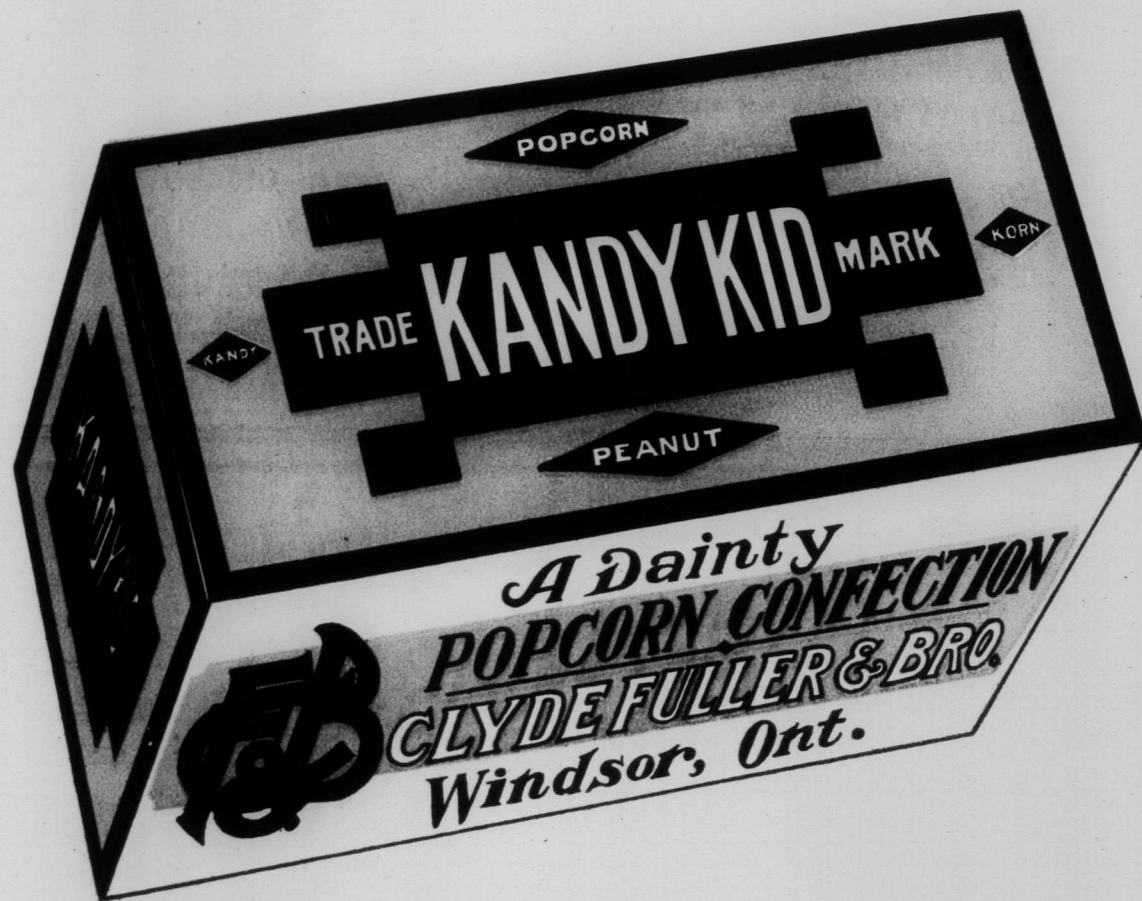 POPCORN
TRADE KANDY KID MARK
KANDY
KORN
PEANUT
A Dainty
POPCORN CONFECTION
CLYDE FULLER & BRO.
Windsor, Ont.